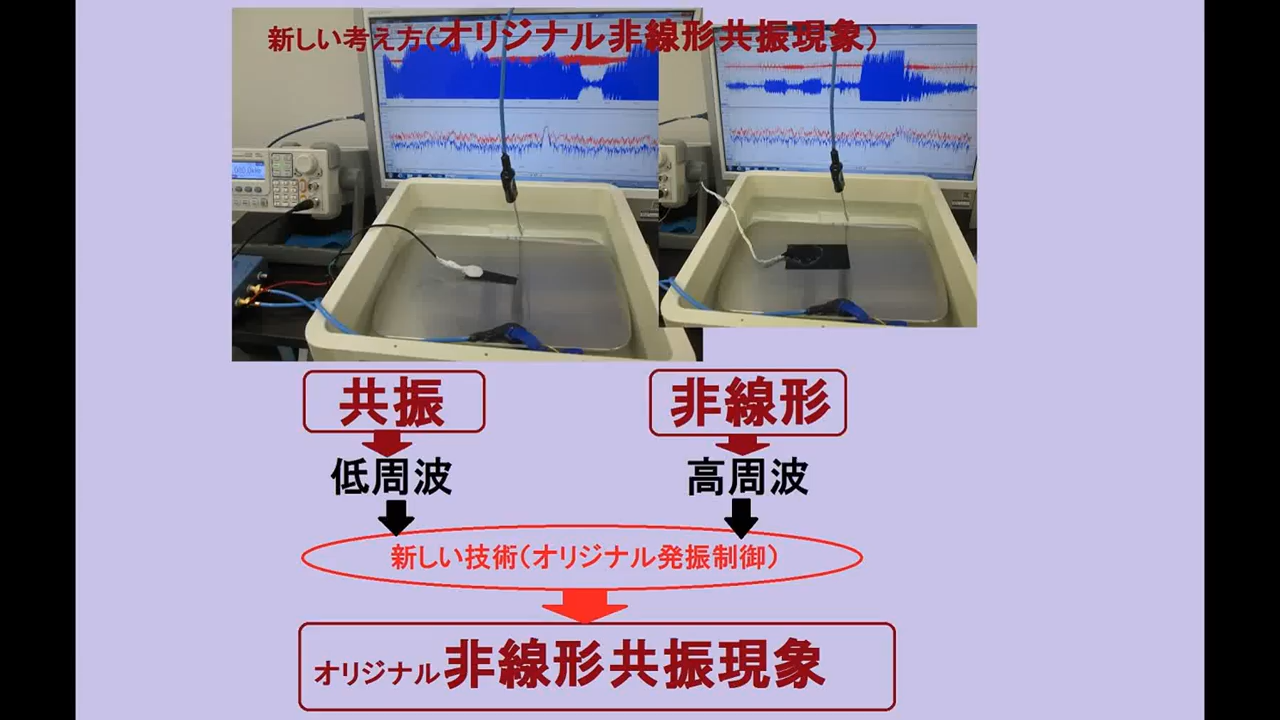 新しい考え方（オリジナル非線形共振現象）
共振
非線形
低周波
高周波
新しい技術（オリジナル発振制御）
オリジナル非線形共振現象